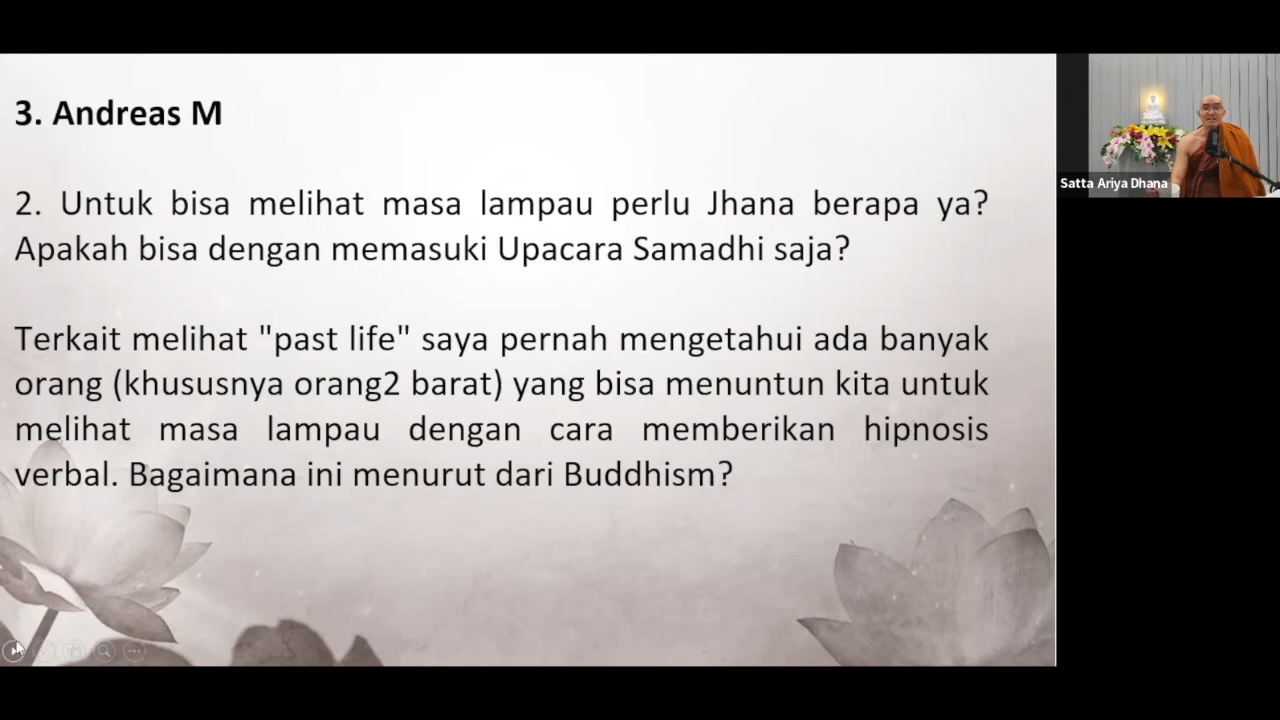 3. Andreas M
2. Untuk bisa melihat masa lampau perlu Jhana berapa ya?
Apakah bisa dengan memasuki Upacara Samadhi saja?
Terkait melihat "past life" saya pernah mengetahui ada banyak
orang (khususnya orang2 barat) yang bisa menuntun kita untuk
melihat masa lampau dengan cara memberikan hipnosis
verbal. Bagaimana ini menurut dari Buddhism?
Satta Ariya Dhana